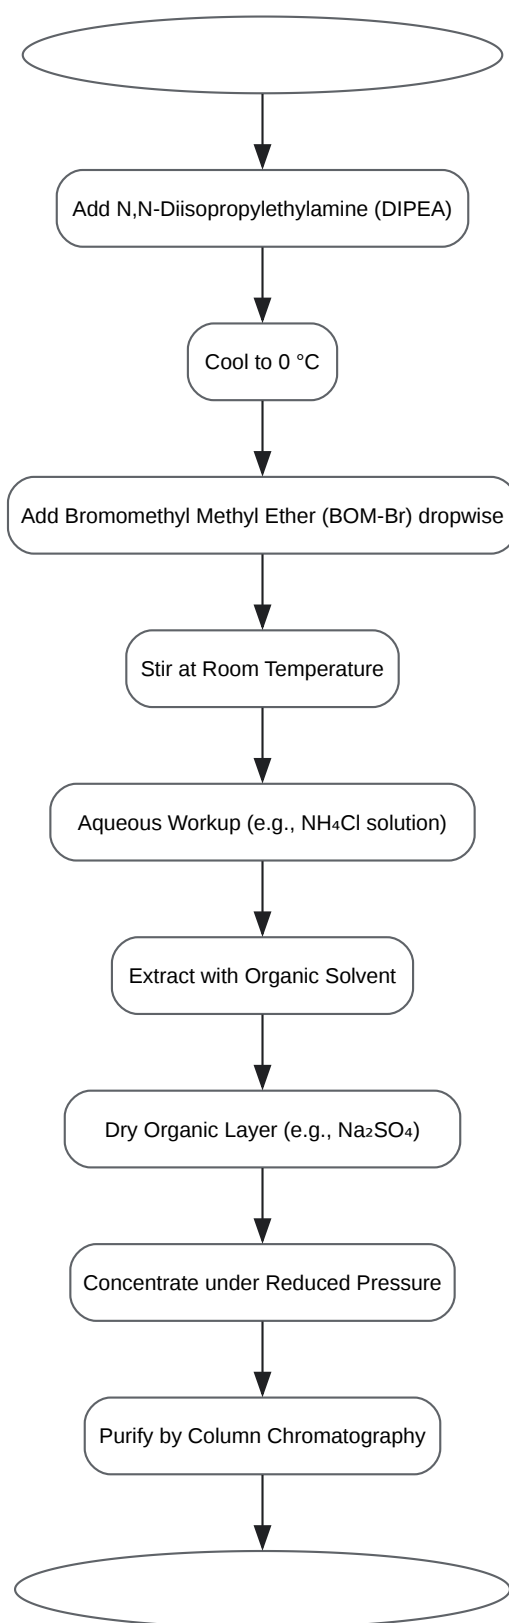 Add N,N-Diisopropylethylamine (DIPEA)
Cool to 0 °C
Add Bromomethyl Methyl Ether (BOM-Br) dropwise
Stir at Room Temperature
Aqueous Workup (e.g., NH₄Cl solution)
Extract with Organic Solvent
Dry Organic Layer (e.g., Na₂SO₄)
Concentrate under Reduced Pressure
Purify by Column Chromatography